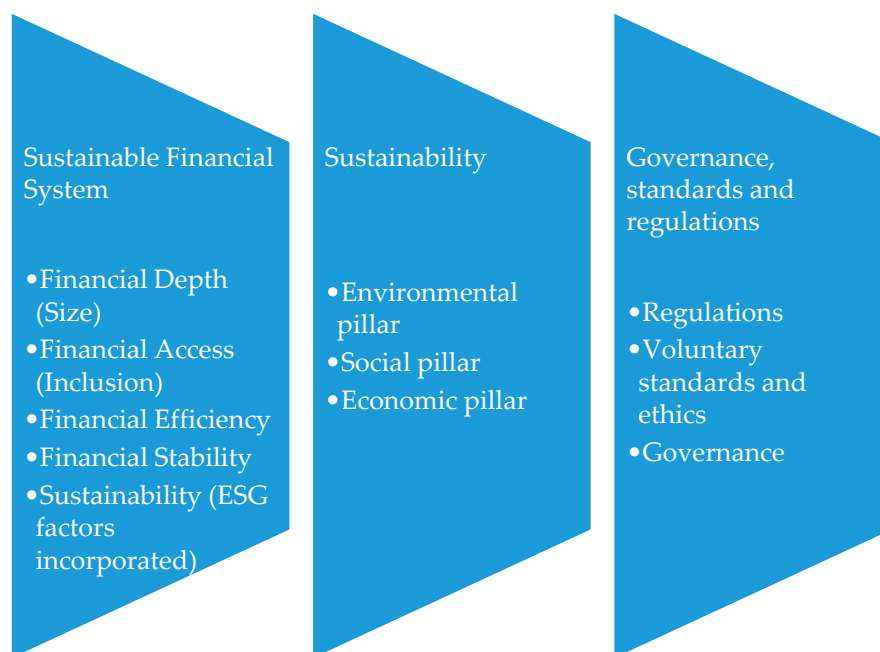 Sustainable Financial
System
•Financial Depth
(Size)
•Financial Access
(Inclusion)
•Financial Efficiency
•Financial Stability
•Sustainability (ESG
factors
incorporated)
Sustainability
•Environmental
pillar
•Social pillar
•Economic pillar
Governance,
standards and
regulations
•Regulations
•Voluntary
standards and
ethics
•Governance